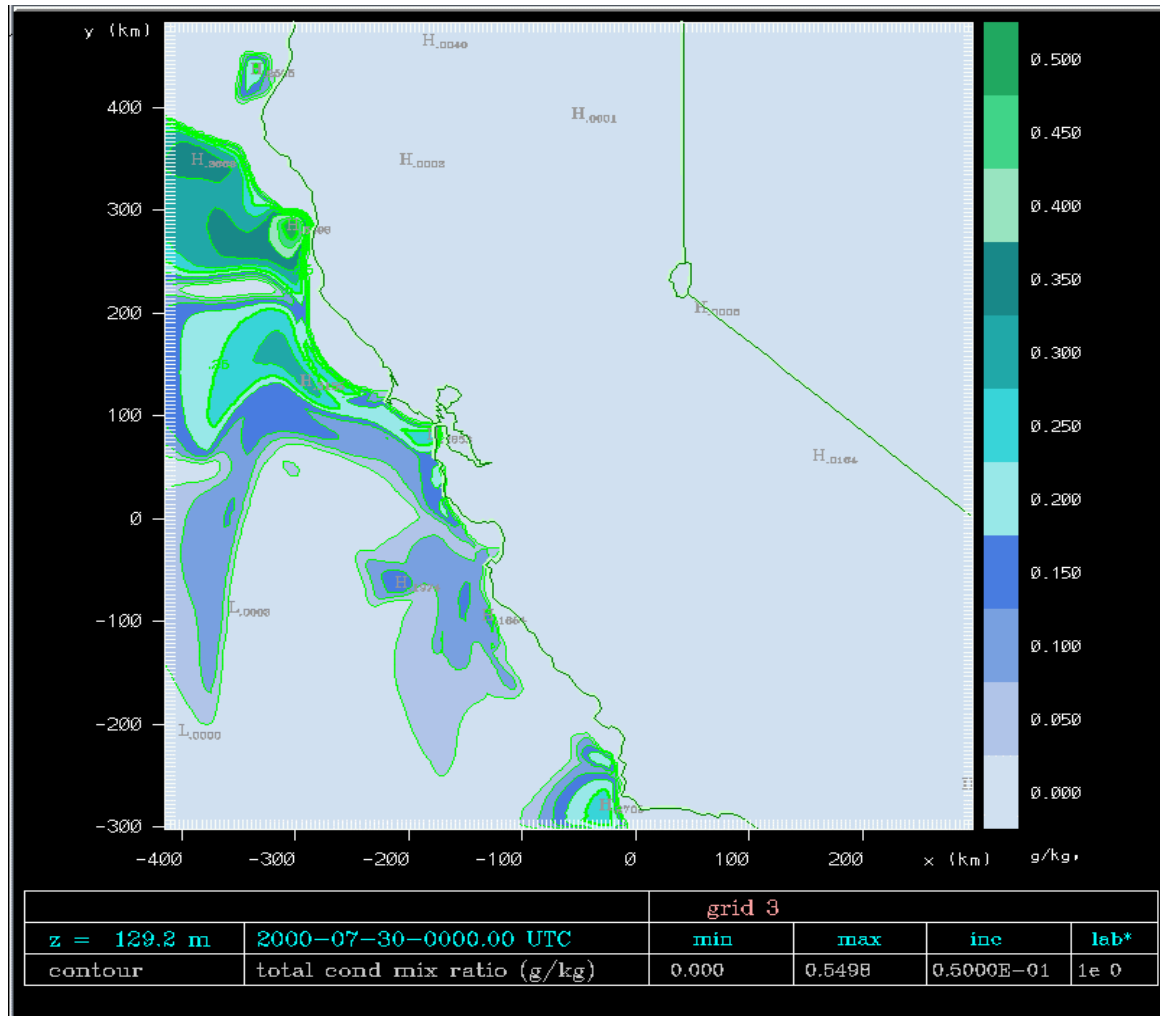 y (km)
H.0040
0.500
400
H.0001
0.450
H.0002
0.400
300
0.350
200
H.0006
0.300
.25
100
0.250
H.0164
0.200
0
0.150
-100
L.0003
0.100
-200
L.0000
0.050
H
0.000
-300
-400 -300 -200 -100 0 100 200 x (km) g/kg,
grid 3
z = 129.2 m 2000-07-30-0000.00 UTC min max inc lab*
contour total cond mix ratio (g/kg) 0.000 0.5498 0.5000E-01 1e 0